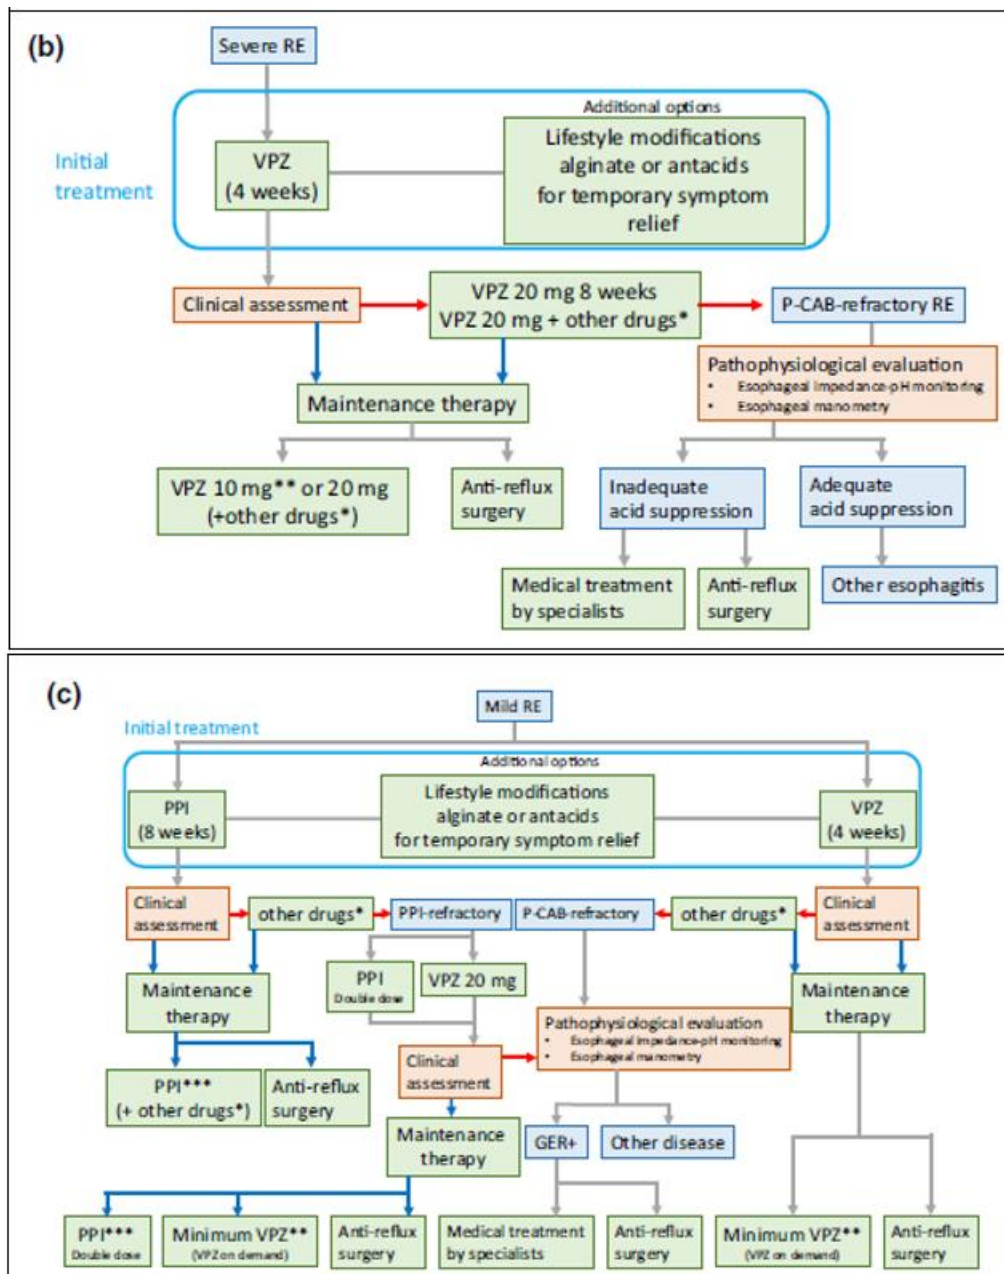 (b)
Severe RE
Initial
treatment
Additional options
VPZ
(4 weeks)
Lifestyle modifications
alginate or antacids
for temporary symptom
relief
Clinical assessment
VPZ 20 mg 8 weeks
VPZ 20 mg + other drugs*
P-CAB-refractory RE
Pathophysiological evaluation
• Esophageal impedance-pH monitoring
• Esophageal manometry
Maintenance therapy
VPZ 10 mg** or 20 mg
(+other drugs*)
Anti-reflux
surgery
Inadequate
acid suppression
Adequate
acid suppression
Medical treatment
by specialists
Anti-reflux
surgery
Other esophagitis
(c)
Mild RE
Initial treatment
Additional options
PPI
(8 weeks)
Lifestyle modifications
alginate or antacids
for temporary symptom relief
VPZ
(4 weeks)
Clinical
assessment
other drugs*
PPI-refractory
P-CAB-refractory
other drugs*
Clinical
assessment
Maintenance
therapy
PPI
Double dose
VPZ 20 mg
Maintenance
therapy
Pathophysiological evaluation
• Esophageal impedance-pH monitoring
• Esophageal manometry
Clinical
assessment
PPI***
(+ other drugs*)
Anti-reflux
surgery
Maintenance
therapy
GER+
Other disease
PPI***
Double dose
Minimum VPZ**
(VPZ on demand)
Anti-reflux
surgery
Medical treatment
by specialists
Anti-reflux
surgery
Minimum VPZ**
(VPZ on demand)
Anti-reflux
surgery